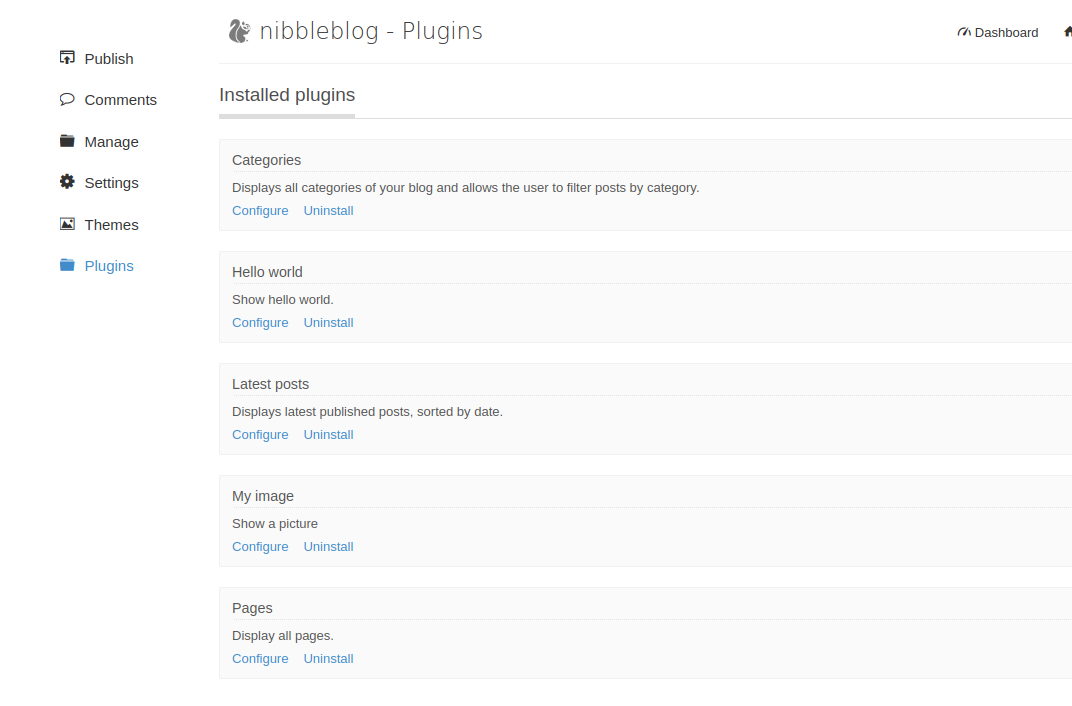 nibbleblog - Plugins
Dashboard
Publish
Comments
Manage
Settings
Themes
Plugins
Installed plugins
Categories
Displays all categories of your blog and allows the user to filter posts by category.
Configure Uninstall
Hello world
Show hello world.
Configure Uninstall
Latest posts
Displays latest published posts, sorted by date.
Configure Uninstall
My image
Show a picture
Configure Uninstall
Pages
Display all pages.
Configure Uninstall